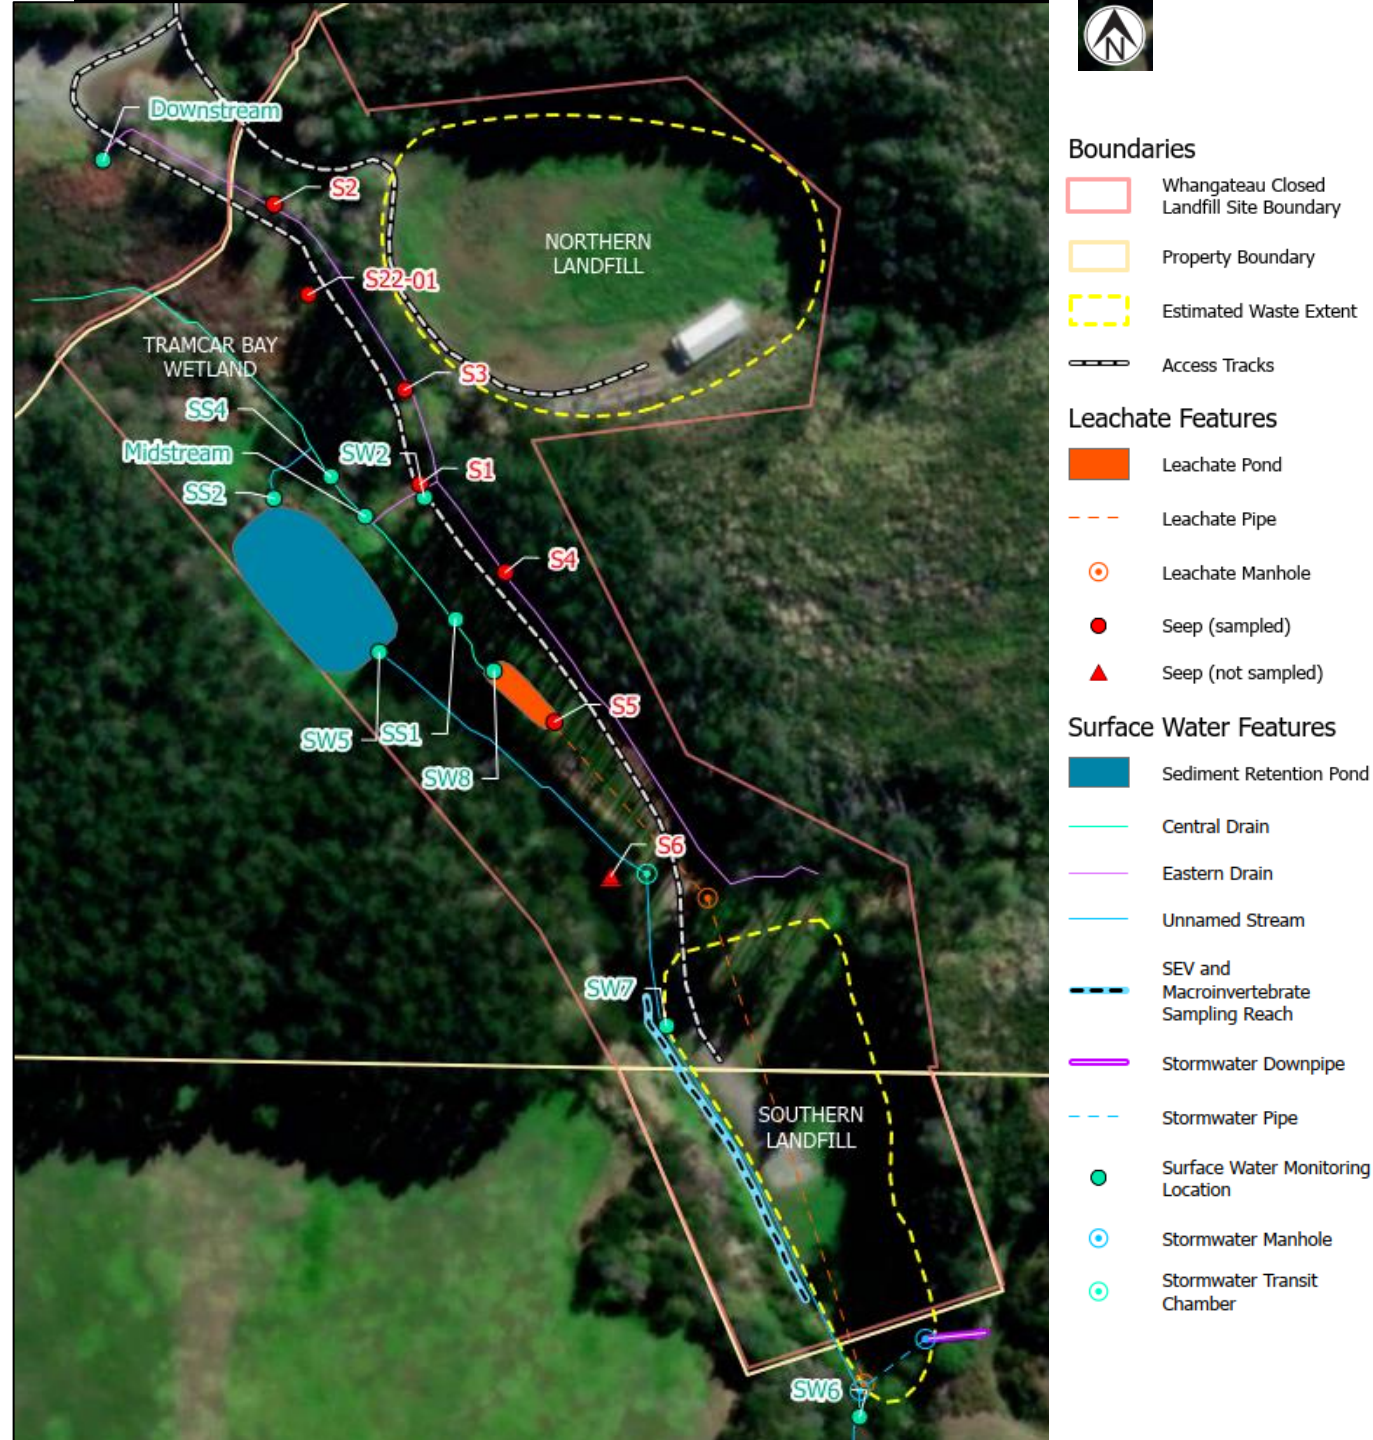 N
Downstream
S2
NORTHERN
LANDFILL
S22-01
TRAMCAR BAY
WETLAND
S3
SS4
Midstream
SW2
S1
SS2
S4
S5
SW5
SS1
SW8
S6
SW7
SOUTHERN
LANDFILL
SW6
Boundaries
Whangateau Closed
Landfill Site Boundary
Property Boundary
Estimated Waste Extent
Access Tracks
Leachate Features
Leachate Pond
Leachate Pipe
Leachate Manhole
Seep (sampled)
Seep (not sampled)
Surface Water Features
Sediment Retention Pond
Central Drain
Eastern Drain
Unnamed Stream
SEV and
Macroinvertebrate
Sampling Reach
Stormwater Downpipe
Stormwater Pipe
Surface Water Monitoring
Location
Stormwater Manhole
Stormwater Transit
Chamber